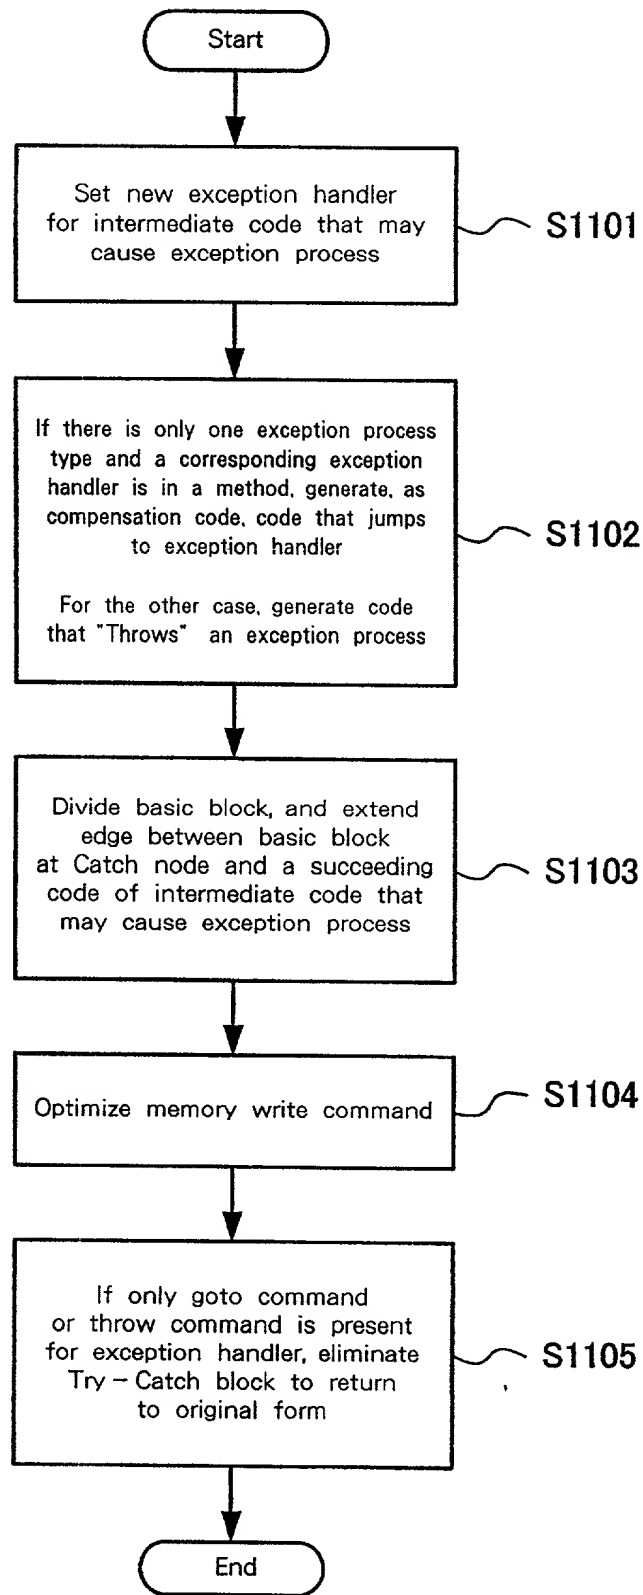 Start
Set new exception handler
for intermediate code that may
cause exception process
S1101
If there is only one exception process
type and a corresponding exception
handler is in a method, generate, as
compensation code, code that jumps
to exception handler
For the other case, generate code
that "Throws" an exception process
S1102
Divide basic block, and extend
edge between basic block
at Catch node and a succeeding
code of intermediate code that
may cause exception process
S1103
Optimize memory write command
S1104
If only goto command
or throw command is present
for exception handler, eliminate
Try – Catch block to return
to original form
S1105
End